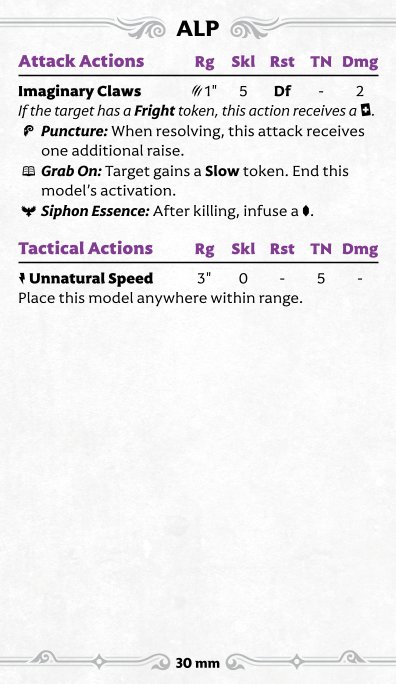 ALP
Attack Actions Rg Skl Rst TN Dmg
Imaginary Claws 1" 5 Df - 2
If the target has a Fright token, this action receives a .
Puncture: When resolving, this attack receives
one additional raise.
Grab On: Target gains a Slow token. End this
model's activation.
Siphon Essence: After killing, infuse a .
Tactical Actions Rg Skl Rst TN Dmg
Unnatural Speed 3" 0 - 5 -
Place this model anywhere within range.
30 mm